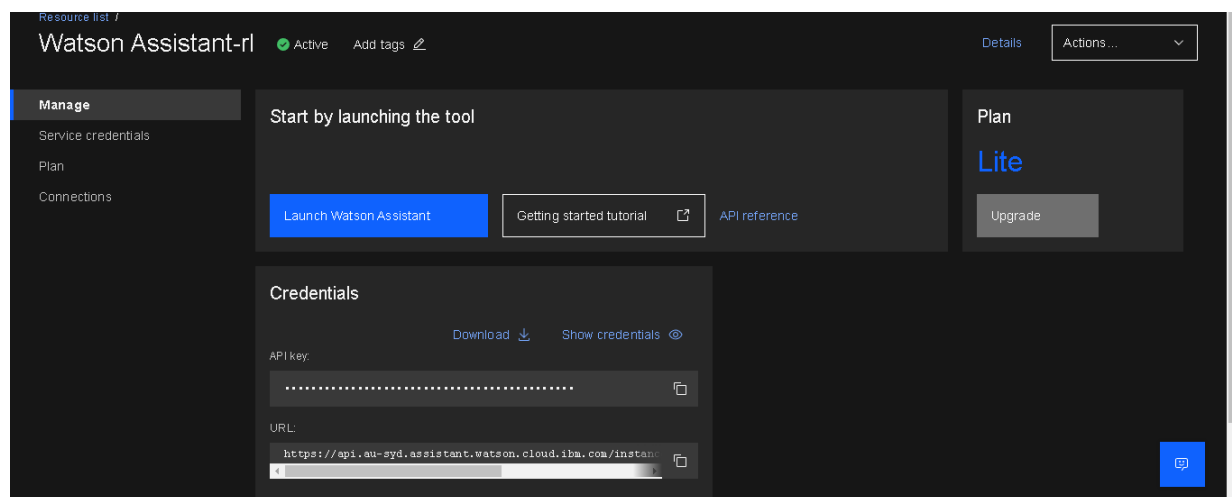 Resource list /
Watson Assistant-rl Active Add tags Details Actions...
Manage
Service credentials
Plan
Connections
Start by launching the tool
Launch Watson Assistant Getting started tutorial API reference
Plan
Lite
Upgrade
Credentials
Download Show credentials
API key:
••••••••••••••••••••••••••••••••••••••••••••
URL:
https://api.au-syd.assistant.watson.cloud.ibm.com/instanc